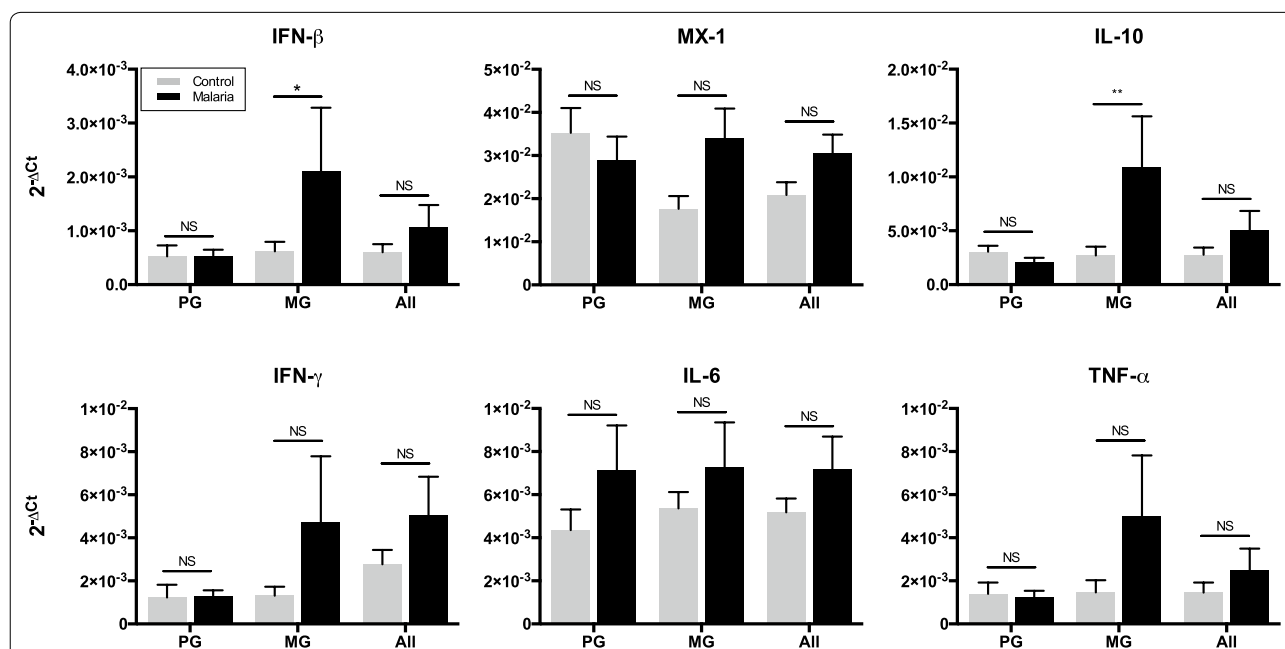 IFN-β
4.0×10⁻³
3.0×10⁻³
2.0×10⁻³
1.0×10⁻³
0.0
2⁻ΔCt
Control
Malaria
NS
*
NS
PG MG All
MX-1
5×10⁻²
4×10⁻²
3×10⁻²
2×10⁻²
1×10⁻²
0
NS
NS
NS
PG MG All
IL-10
2.0×10⁻²
1.5×10⁻²
1.0×10⁻²
5.0×10⁻³
0.0
NS
**
NS
PG MG All
IFN-γ
1×10⁻²
8×10⁻³
6×10⁻³
4×10⁻³
2×10⁻³
0
2⁻ΔCt
NS
NS
NS
PG MG All
IL-6
1×10⁻²
8×10⁻³
6×10⁻³
4×10⁻³
2×10⁻³
0
NS
NS
NS
PG MG All
TNF-α
1×10⁻²
8×10⁻³
6×10⁻³
4×10⁻³
2×10⁻³
0
NS
NS
NS
PG MG All